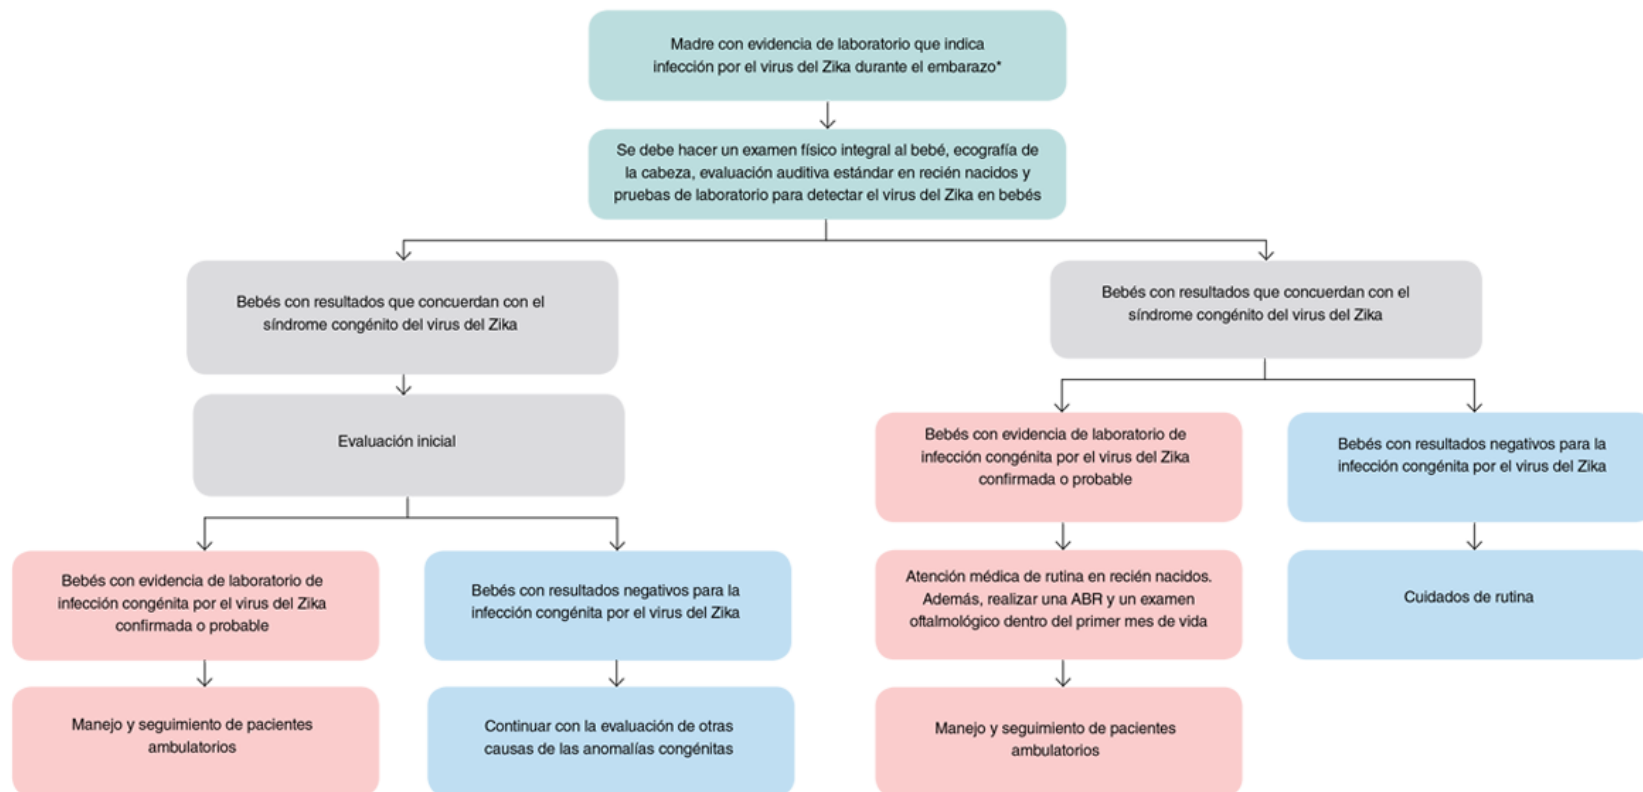 Madre con evidencia de laboratorio que indica
infección por el virus del Zika durante el embarazo*
Se debe hacer un examen físico integral al bebé, ecografía de
la cabeza, evaluación auditiva estándar en recién nacidos y
pruebas de laboratorio para detectar el virus del Zika en bebés
Bebés con resultados que concuerdan con el
síndrome congénito del virus del Zika
Evaluación inicial
Bebés con evidencia de laboratorio de
infección congénita por el virus del Zika
confirmada o probable
Manejo y seguimiento de pacientes
ambulatorios
Bebés con resultados negativos para la
infección congénita por el virus del Zika
Continuar con la evaluación de otras
causas de las anomalías congénitas
Bebés con resultados que concuerdan con el
síndrome congénito del virus del Zika
Bebés con evidencia de laboratorio de
infección congénita por el virus del Zika
confirmada o probable
Atención médica de rutina en recién nacidos.
Además, realizar una ABR y un examen
oftalmológico dentro del primer mes de vida
Manejo y seguimiento de pacientes
ambulatorios
Bebés con resultados negativos para la
infección congénita por el virus del Zika
Cuidados de rutina